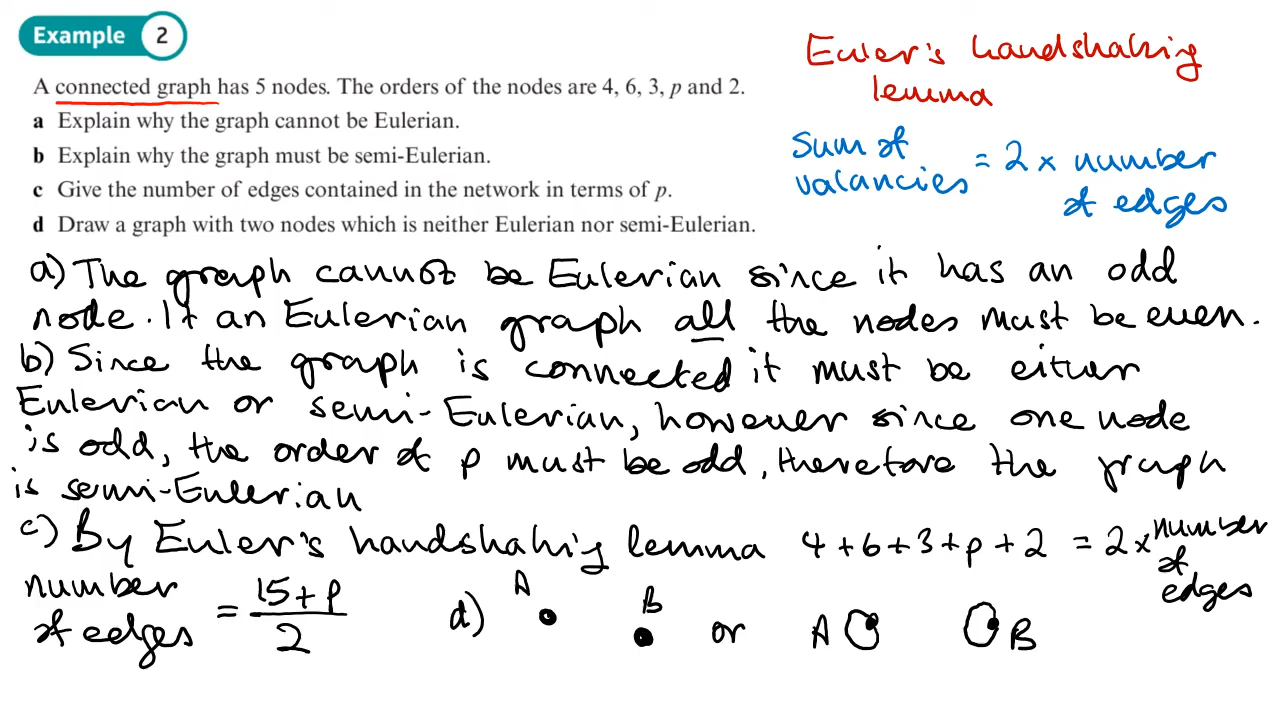 Example 2
A connected graph has 5 nodes. The orders of the nodes are 4, 6, 3, p and 2.
a Explain why the graph cannot be Eulerian.
b Explain why the graph must be semi-Eulerian.
c Give the number of edges contained in the network in terms of p.
d Draw a graph with two nodes which is neither Eulerian nor semi-Eulerian.
Euler's handshaking
lemma
Sum of
valancies = 2 × number
of edges
a) The graph cannot be Eulerian since it has an odd
node. If an Eulerian graph all the nodes must be even.
b) Since the graph is connected it must be either
Eulerian or semi-Eulerian, however since one node
is odd, the order of p must be odd, therefore the graph
is semi-Eulerian
c) By Euler's handshaking lemma 4 + 6 + 3 + p + 2 = 2 × number
of
edges
number
of edges = 15 + p / 2
d) A B or A B